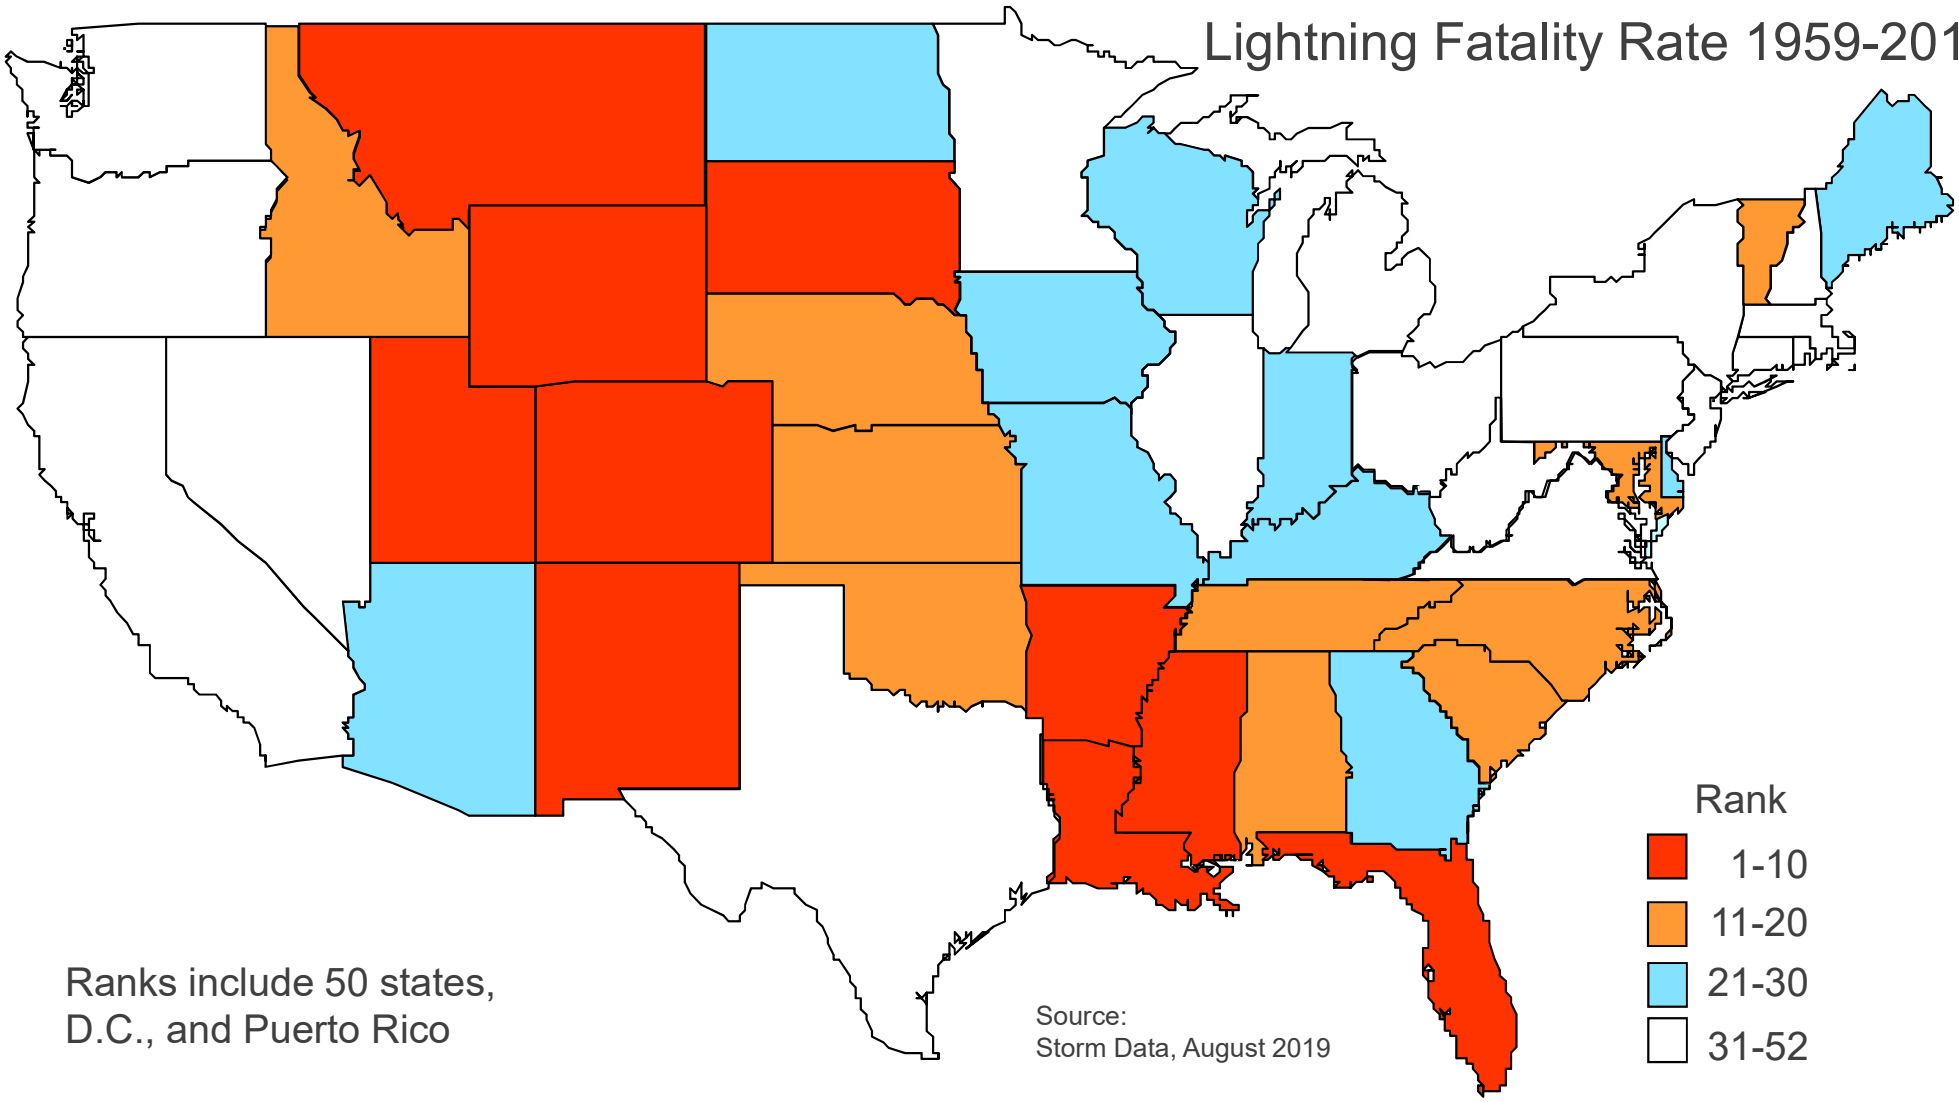 Lightning Fatality Rate 1959-201
Rank
1-10
11-20
21-30
31-52
Ranks include 50 states,
D.C., and Puerto Rico
Source:
Storm Data, August 2019